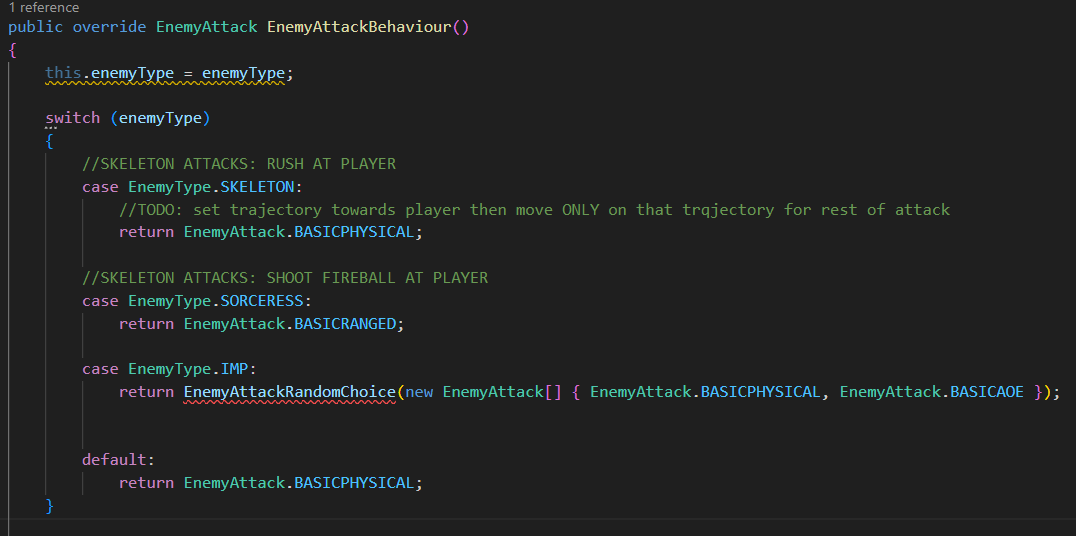 1 reference
public override EnemyAttack EnemyAttackBehaviour()
{
this.enemyType = enemyType;
switch (enemyType)
{
//SKELETON ATTACKS: RUSH AT PLAYER
case EnemyType.SKELETON:
//TODO: set trajectory towards player then move ONLY on that trqjectory for rest of attack
return EnemyAttack.BASICPHYSICAL;
//SKELETON ATTACKS: SHOOT FIREBALL AT PLAYER
case EnemyType.SORCERESS:
return EnemyAttack.BASICRANGED;
case EnemyType.IMP:
return EnemyAttackRandomChoice(new EnemyAttack[] { EnemyAttack.BASICPHYSICAL, EnemyAttack.BASICAOE });
default:
return EnemyAttack.BASICPHYSICAL;
}